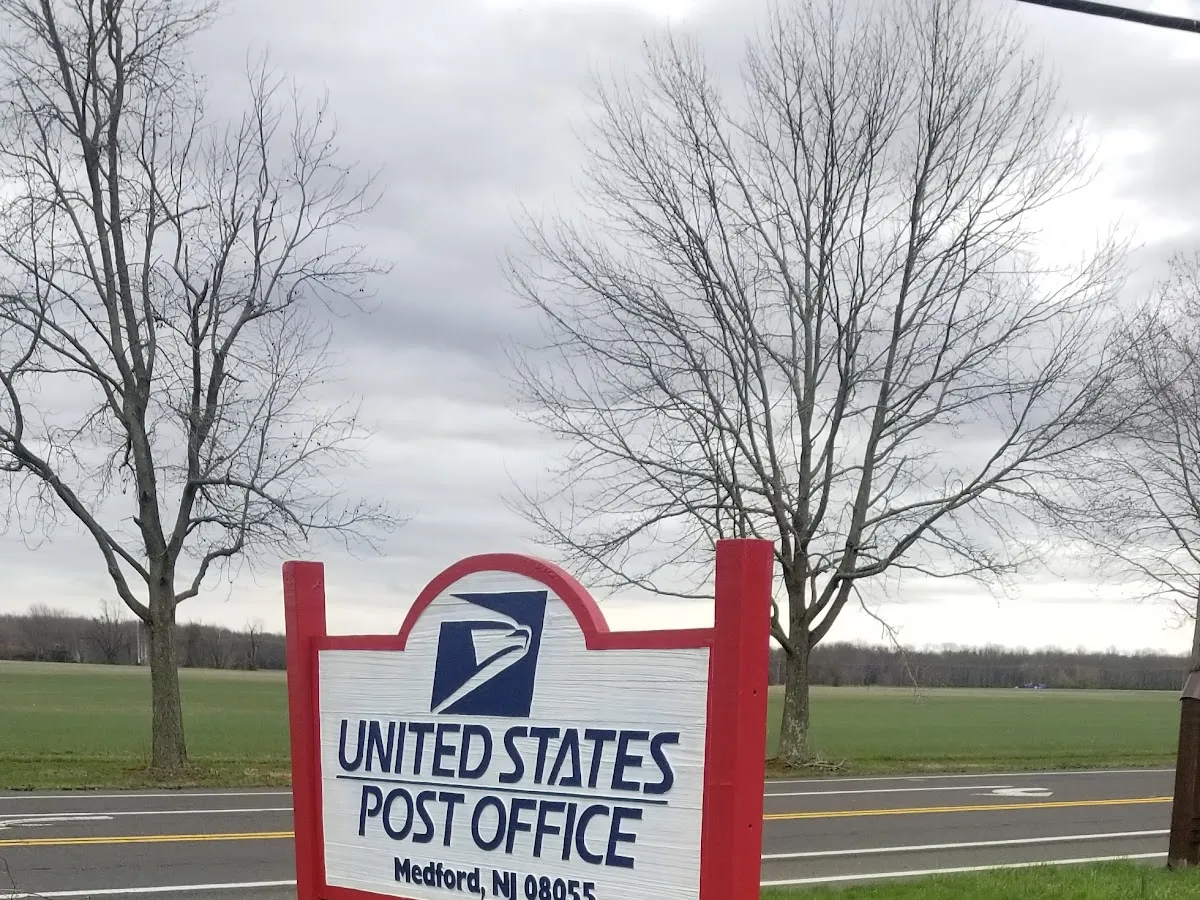 UNITED STATES
POST OFFICE
Medford, NJ 08055